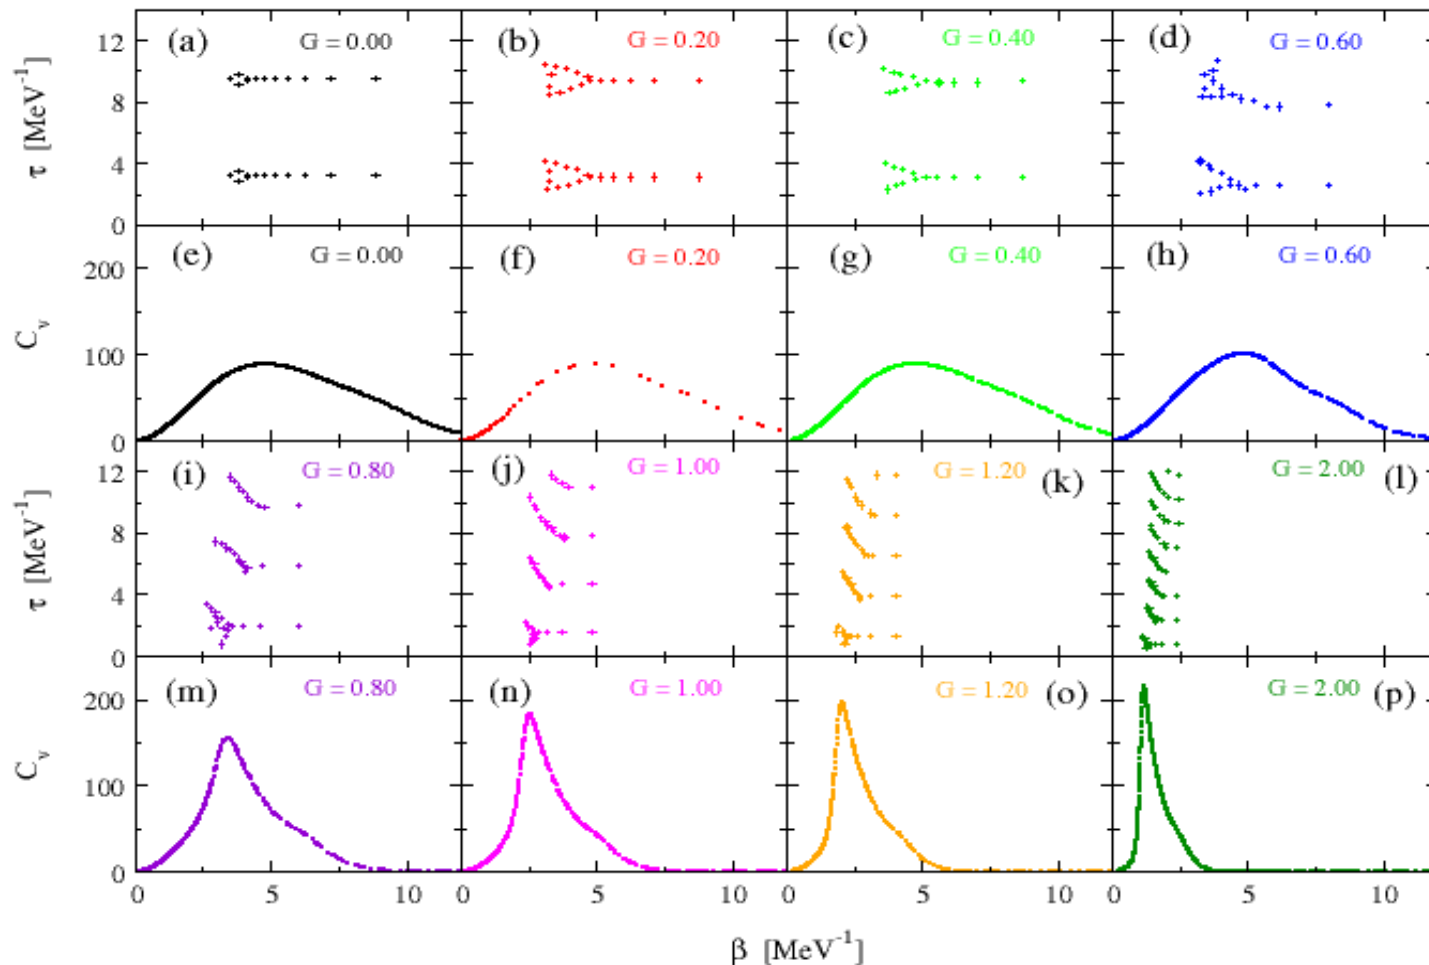 12
8
4
0
τ [MeV⁻¹]
(a) G = 0.00
(b) G = 0.20
(c) G = 0.40
(d) G = 0.60
200
100
0
C_v
(e) G = 0.00
(f) G = 0.20
(g) G = 0.40
(h) G = 0.60
12
8
4
0
τ [MeV⁻¹]
(i) G = 0.80
(j) G = 1.00
G = 1.20 (k)
G = 2.00 (l)
200
100
0
C_v
(m) G = 0.80
(n) G = 1.00
G = 1.20 (o)
G = 2.00 (p)
0 5 10 0 5 10 0 5 10 0 5 10
β [MeV⁻¹]